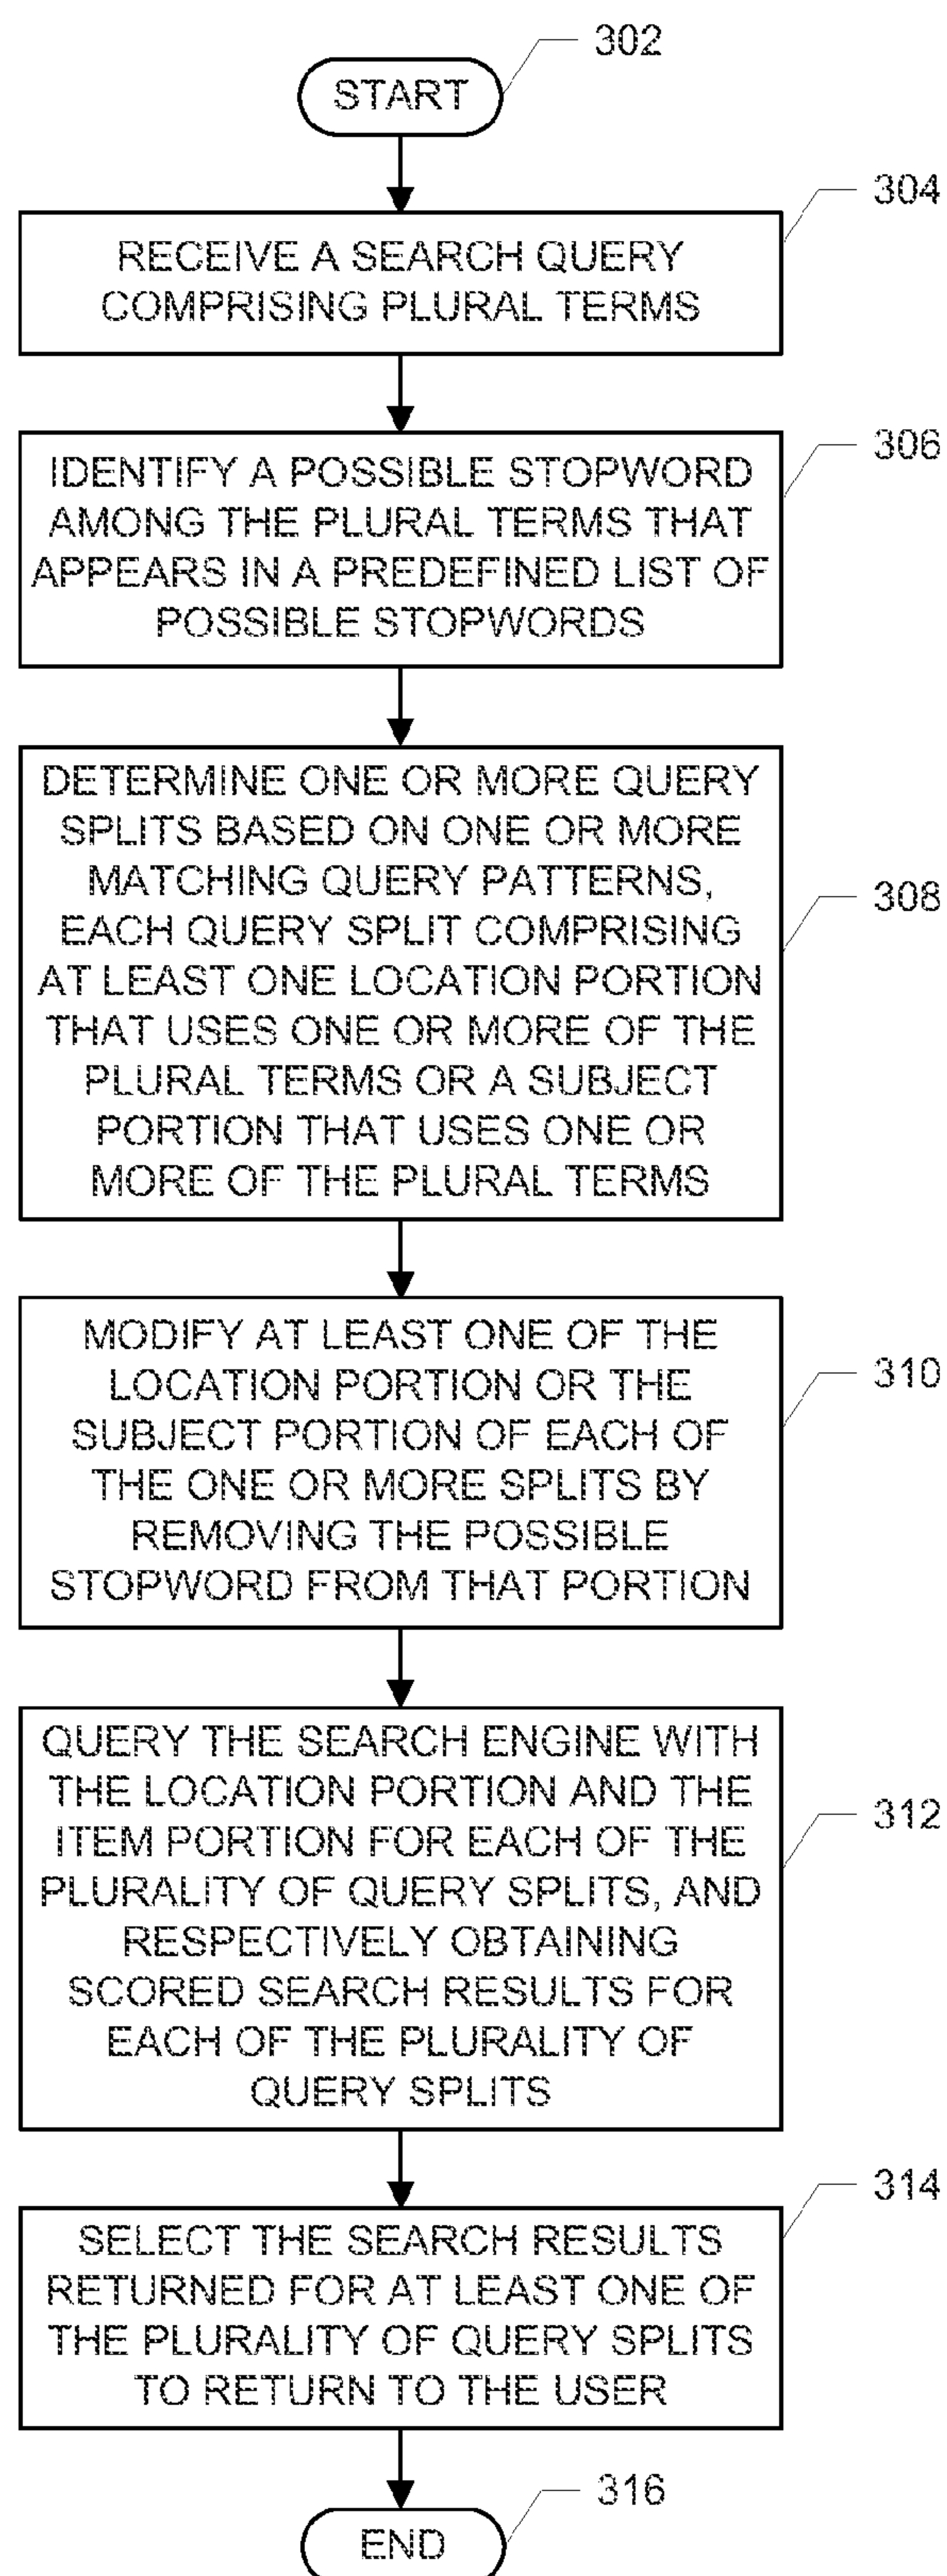 302
START
304
RECEIVE A SEARCH QUERY
COMPRISING PLURAL TERMS
306
IDENTIFY A POSSIBLE STOPWORD
AMONG THE PLURAL TERMS THAT
APPEARS IN A PREDEFINED LIST OF
POSSIBLE STOPWORDS
DETERMINE ONE OR MORE QUERY
SPLITS BASED ON ONE OR MORE
MATCHING QUERY PATTERNS,
308
EACH QUERY SPLIT COMPRISING
AT LEAST ONE LOCATION PORTION
THAT USES ONE OR MORE OF THE
PLURAL TERMS OR A SUBJECT
PORTION THAT USES ONE OR
MORE OF THE PLURAL TERMS
MODIFY AT LEAST ONE OF THE
310
LOCATION PORTION OR THE
SUBJECT PORTION OF EACH OF
THE ONE OR MORE SPLITS BY
REMOVING THE POSSIBLE
STOPWORD FROM THAT PORTION
QUERY THE SEARCH ENGINE WITH
THE LOCATION PORTION AND THE
312
ITEM PORTION FOR EACH OF THE
PLURALITY OF QUERY SPLITS, AND
RESPECTIVELY OBTAINING
SCORED SEARCH RESULTS FOR
EACH OF THE PLURALITY OF
QUERY SPLITS
314
SELECT THE SEARCH RESULTS
RETURNED FOR AT LEAST ONE OF
THE PLURALITY OF QUERY SPLITS
TO RETURN TO THE USER
316
END